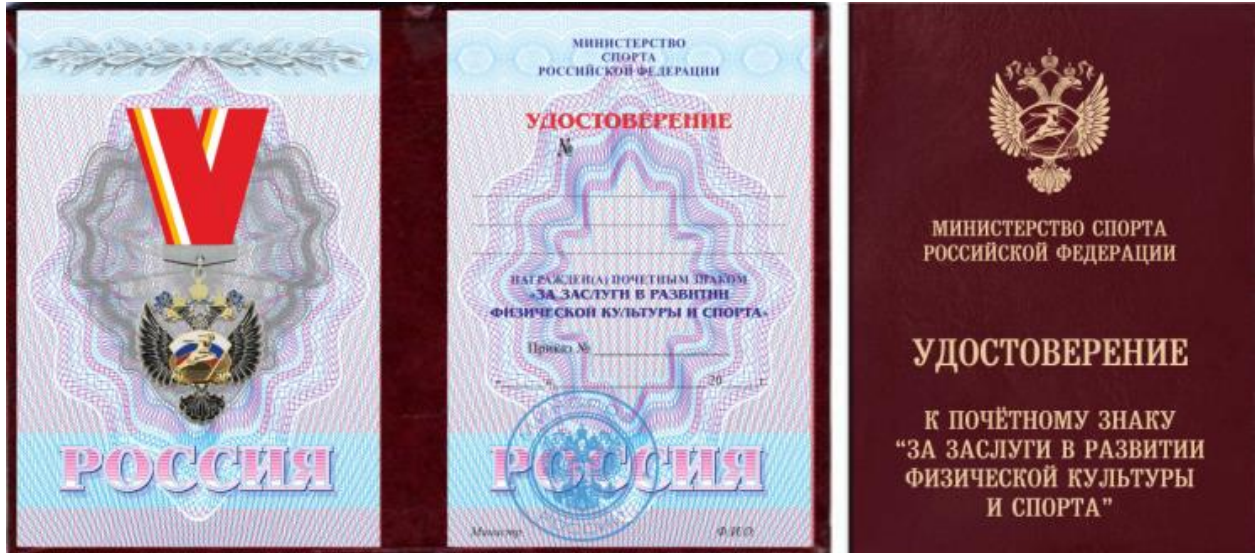 РОССИЯ
МИНИСТЕРСТВО
СПОРТА
РОССИЙСКОЙ ФЕДЕРАЦИИ
УДОСТОВЕРЕНИЕ
№
НАГРАЖДЕН(А) ПОЧЕТНЫМ ЗНАКОМ
«ЗА ЗАСЛУГИ В РАЗВИТИИ
ФИЗИЧЕСКОЙ КУЛЬТУРЫ И СПОРТА»
Приказ №
« » 20 г.
РОССИЯ
Министр Ф.И.О.
МИНИСТЕРСТВО СПОРТА
РОССИЙСКОЙ ФЕДЕРАЦИИ
УДОСТОВЕРЕНИЕ
К ПОЧЁТНОМУ ЗНАКУ
“ЗА ЗАСЛУГИ В РАЗВИТИИ
ФИЗИЧЕСКОЙ КУЛЬТУРЫ
И СПОРТА”